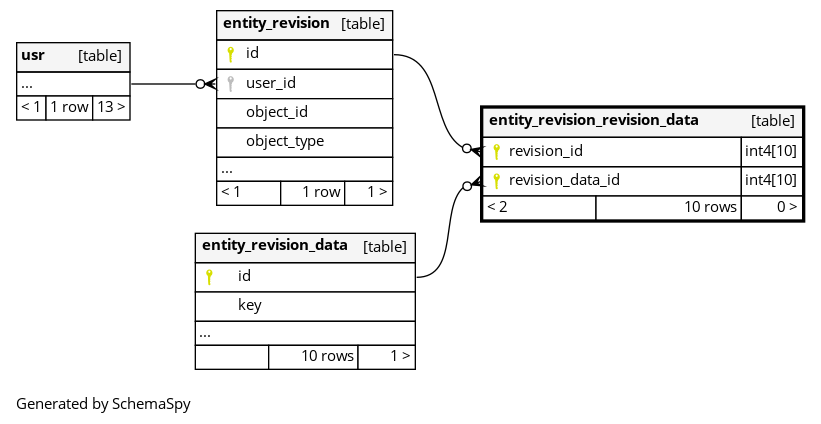 usr [table]
...
< 1 1 row 13 >
entity_revision [table]
id
user_id
object_id
object_type
...
< 1 1 row 1 >
entity_revision_revision_data [table]
revision_id int4[10]
revision_data_id int4[10]
< 2 10 rows 0 >
entity_revision_data [table]
id
key
...
10 rows 1 >
Generated by SchemaSpy